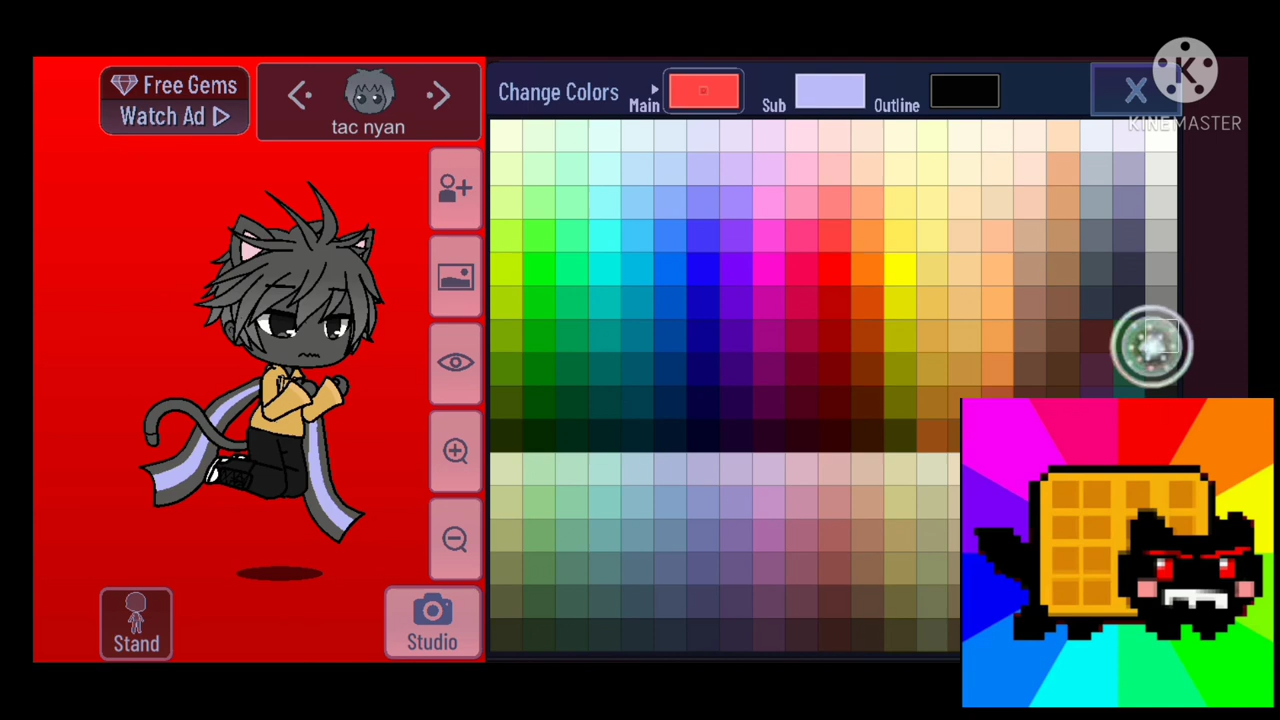 Free Gems
Watch Ad
tac nyan
Change Colors
Main
Sub
Outline
X
K
KINEMASTER
Stand
Studio